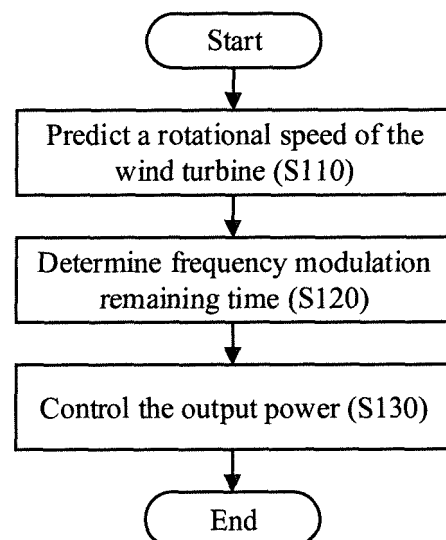 Start
Predict a rotational speed of the
wind turbine (S110)
Determine frequency modulation
remaining time (S120)
Control the output power (S130)
End